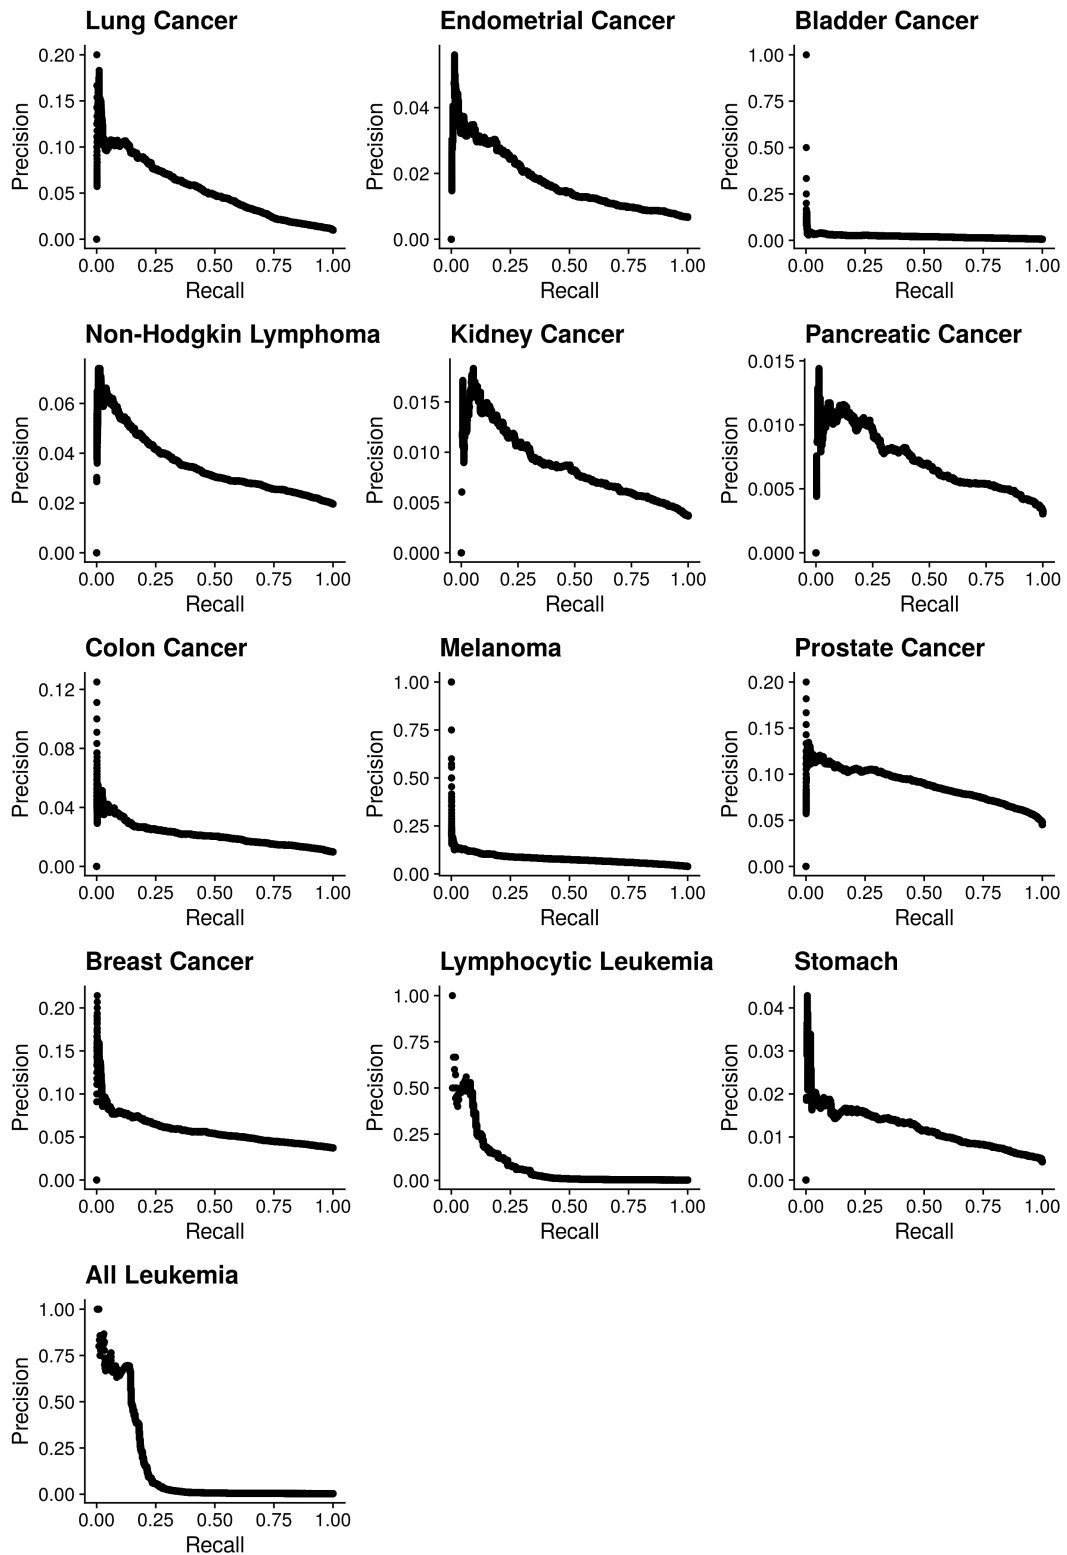 Lung Cancer
Precision
0.20
0.15
0.10
0.05
0.00
0.00 0.25 0.50 0.75 1.00
Recall
Endometrial Cancer
Precision
0.04
0.02
0.00
0.00 0.25 0.50 0.75 1.00
Recall
Bladder Cancer
Precision
1.00
0.75
0.50
0.25
0.00
0.00 0.25 0.50 0.75 1.00
Recall
Non-Hodgkin Lymphoma
Precision
0.06
0.04
0.02
0.00
0.00 0.25 0.50 0.75 1.00
Recall
Kidney Cancer
Precision
0.015
0.010
0.005
0.000
0.00 0.25 0.50 0.75 1.00
Recall
Pancreatic Cancer
Precision
0.015
0.010
0.005
0.000
0.00 0.25 0.50 0.75 1.00
Recall
Colon Cancer
Precision
0.12
0.08
0.04
0.00
0.00 0.25 0.50 0.75 1.00
Recall
Melanoma
Precision
1.00
0.75
0.50
0.25
0.00
0.00 0.25 0.50 0.75 1.00
Recall
Prostate Cancer
Precision
0.20
0.15
0.10
0.05
0.00
0.00 0.25 0.50 0.75 1.00
Recall
Breast Cancer
Precision
0.20
0.15
0.10
0.05
0.00
0.00 0.25 0.50 0.75 1.00
Recall
Lymphocytic Leukemia
Precision
1.00
0.75
0.50
0.25
0.00
0.00 0.25 0.50 0.75 1.00
Recall
Stomach
Precision
0.04
0.03
0.02
0.01
0.00
0.00 0.25 0.50 0.75 1.00
Recall
All Leukemia
Precision
1.00
0.75
0.50
0.25
0.00
0.00 0.25 0.50 0.75 1.00
Recall